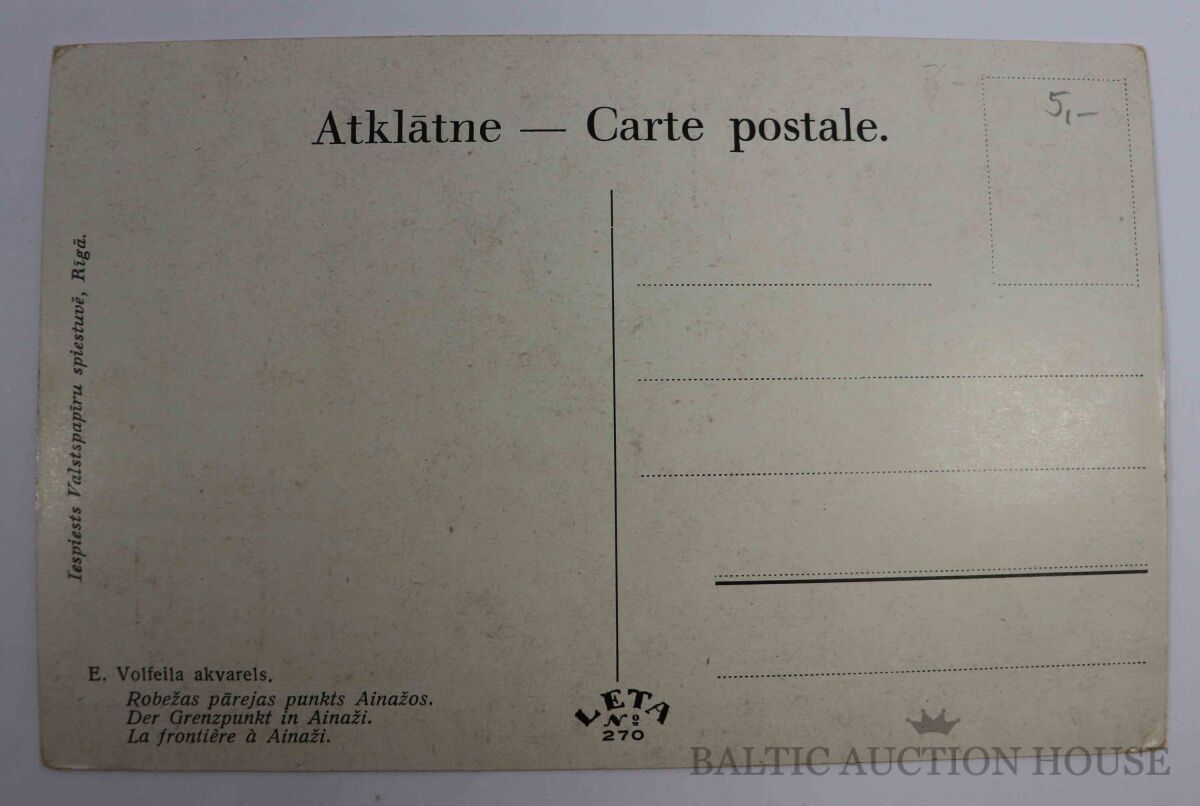 Atklātne — Carte postale.
5,—
Iespiests Valstspapīru spiestuvē, Rīgā.
E. Volfeila akvarels.
Robežas pārejas punkts Ainažos.
Der Grenzpunkt in Ainaži.
La frontiêre à Ainaži.
LETA
№
270
BALTIC AUCTION HOUSE